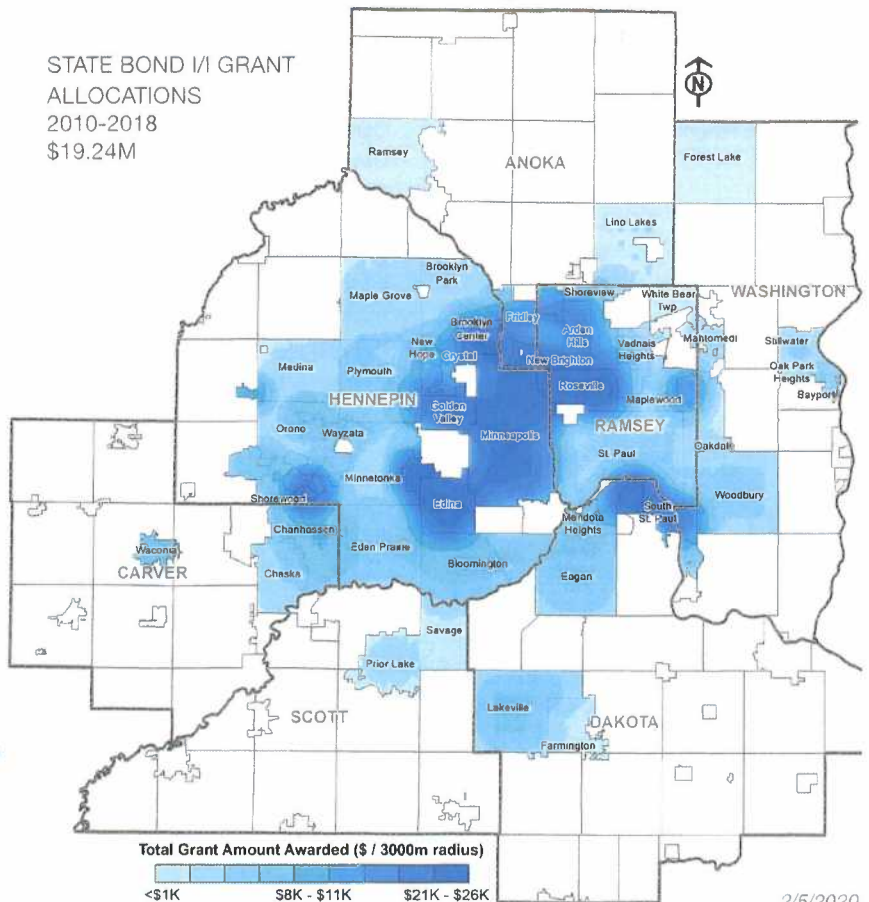 STATE BOND I/I GRANT
ALLOCATIONS
2010-2018
$19.24M
N
Ramsey
ANOKA
Forest Lake
Lino Lakes
Brooklyn
Park
Maple Grove
Shoreview
White Bear
Twp
WASHINGTON
Brooklyn
Center
Fridley
Arden
Hills
New
Hope
Crystal
Vadnais
Heights
Mahtomedi
Stillwater
New Brighton
Oak Park
Heights
Medina
Plymouth
Roseville
Bayport
HENNEPIN
Golden
Valley
Maplewood
RAMSEY
Orono
Wayzata
Minneapolis
Oakdale
St. Paul
Minnetonka
Shorewood
Edina
Woodbury
South
St. Paul
Mendota
Heights
Chanhassen
Waconia
Eden Prairie
Bloomington
CARVER
Chaska
Eagan
Savage
Prior Lake
SCOTT
Lakeville
DAKOTA
Farmington
Total Grant Amount Awarded ($ / 3000m radius)
<$1K
$8K - $11K
$21K - $26K
2/5/2020